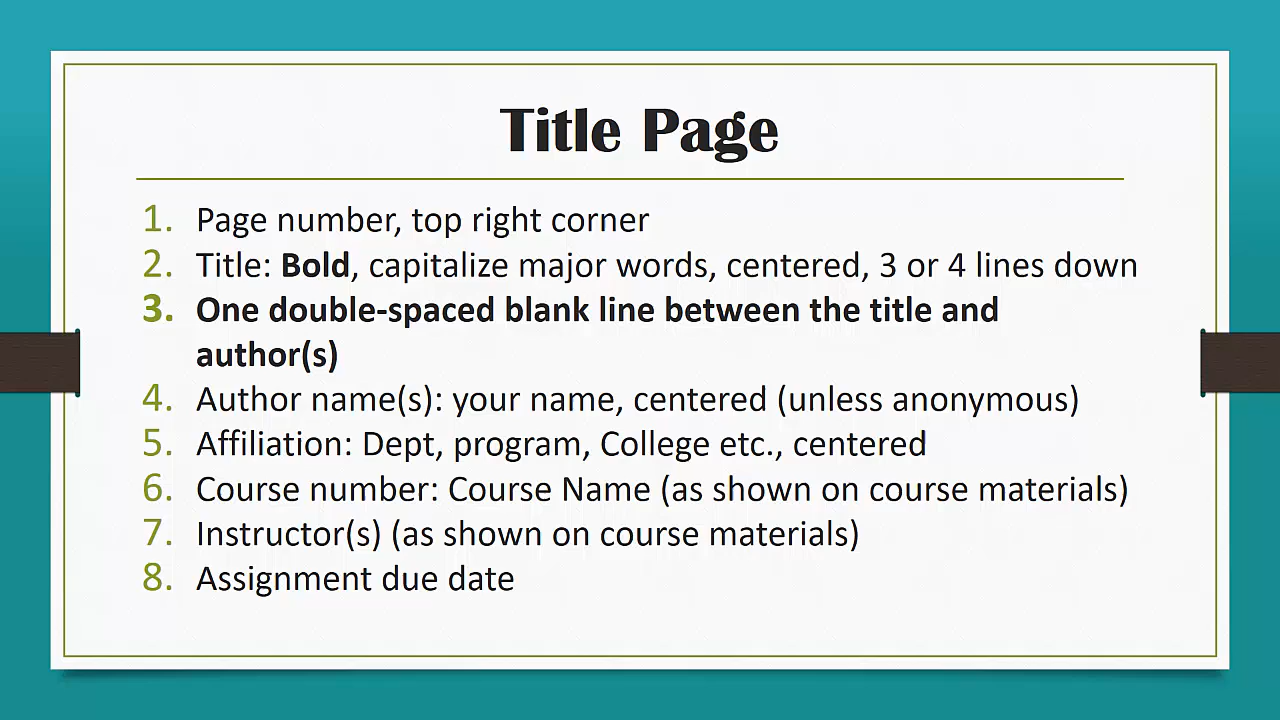 Title Page
1. Page number, top right corner
2. Title: Bold, capitalize major words, centered, 3 or 4 lines down
3. One double-spaced blank line between the title and
author(s)
4. Author name(s): your name, centered (unless anonymous)
5. Affiliation: Dept, program, College etc., centered
6. Course number: Course Name (as shown on course materials)
7. Instructor(s) (as shown on course materials)
8. Assignment due date